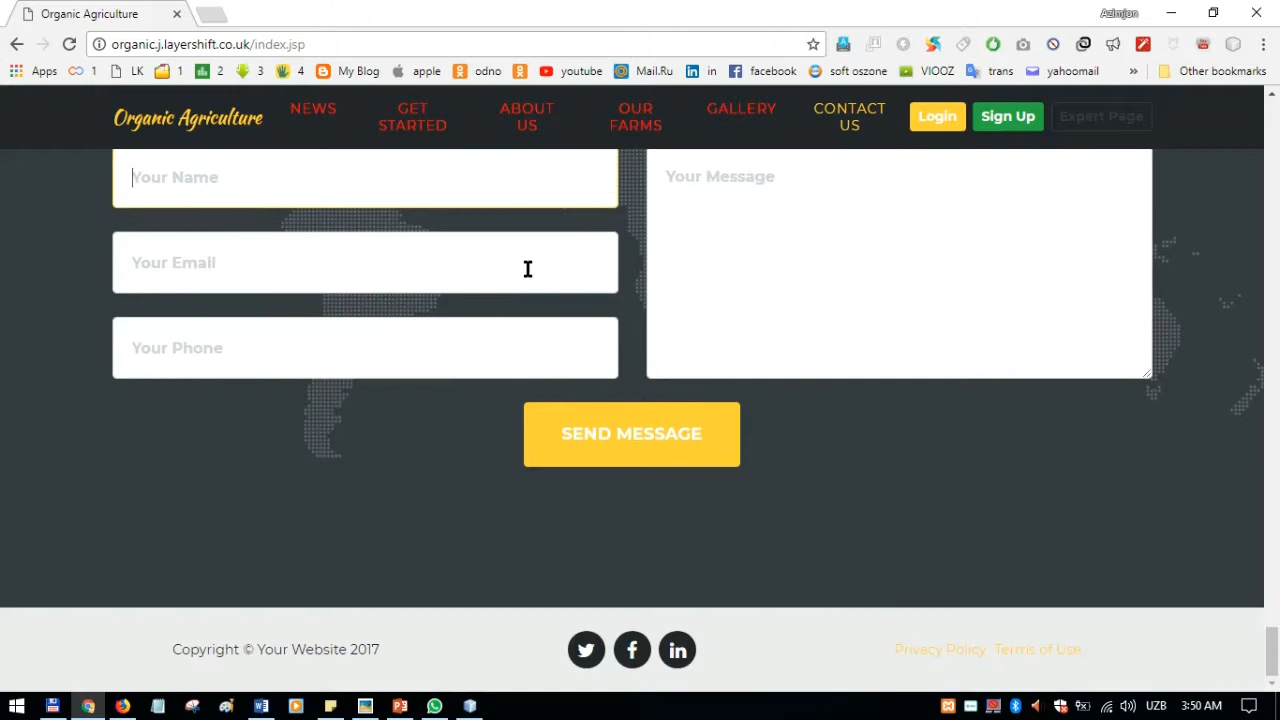 Organic Agriculture
Azimjon
organic.j.layershift.co.uk/index.jsp
Apps 1 LK 1 2 3 4 My Blog apple odno youtube Mail.Ru in facebook soft oszone VIOOZ trans yahoomail » Other bookmarks
Organic Agriculture NEWS GET STARTED ABOUT US OUR FARMS GALLERY CONTACT US Login Sign Up Expert Page
Your Name
Your Message
Your Email
Your Phone
SEND MESSAGE
Copyright © Your Website 2017
Privacy Policy Terms of Use
UZB 3:50 AM